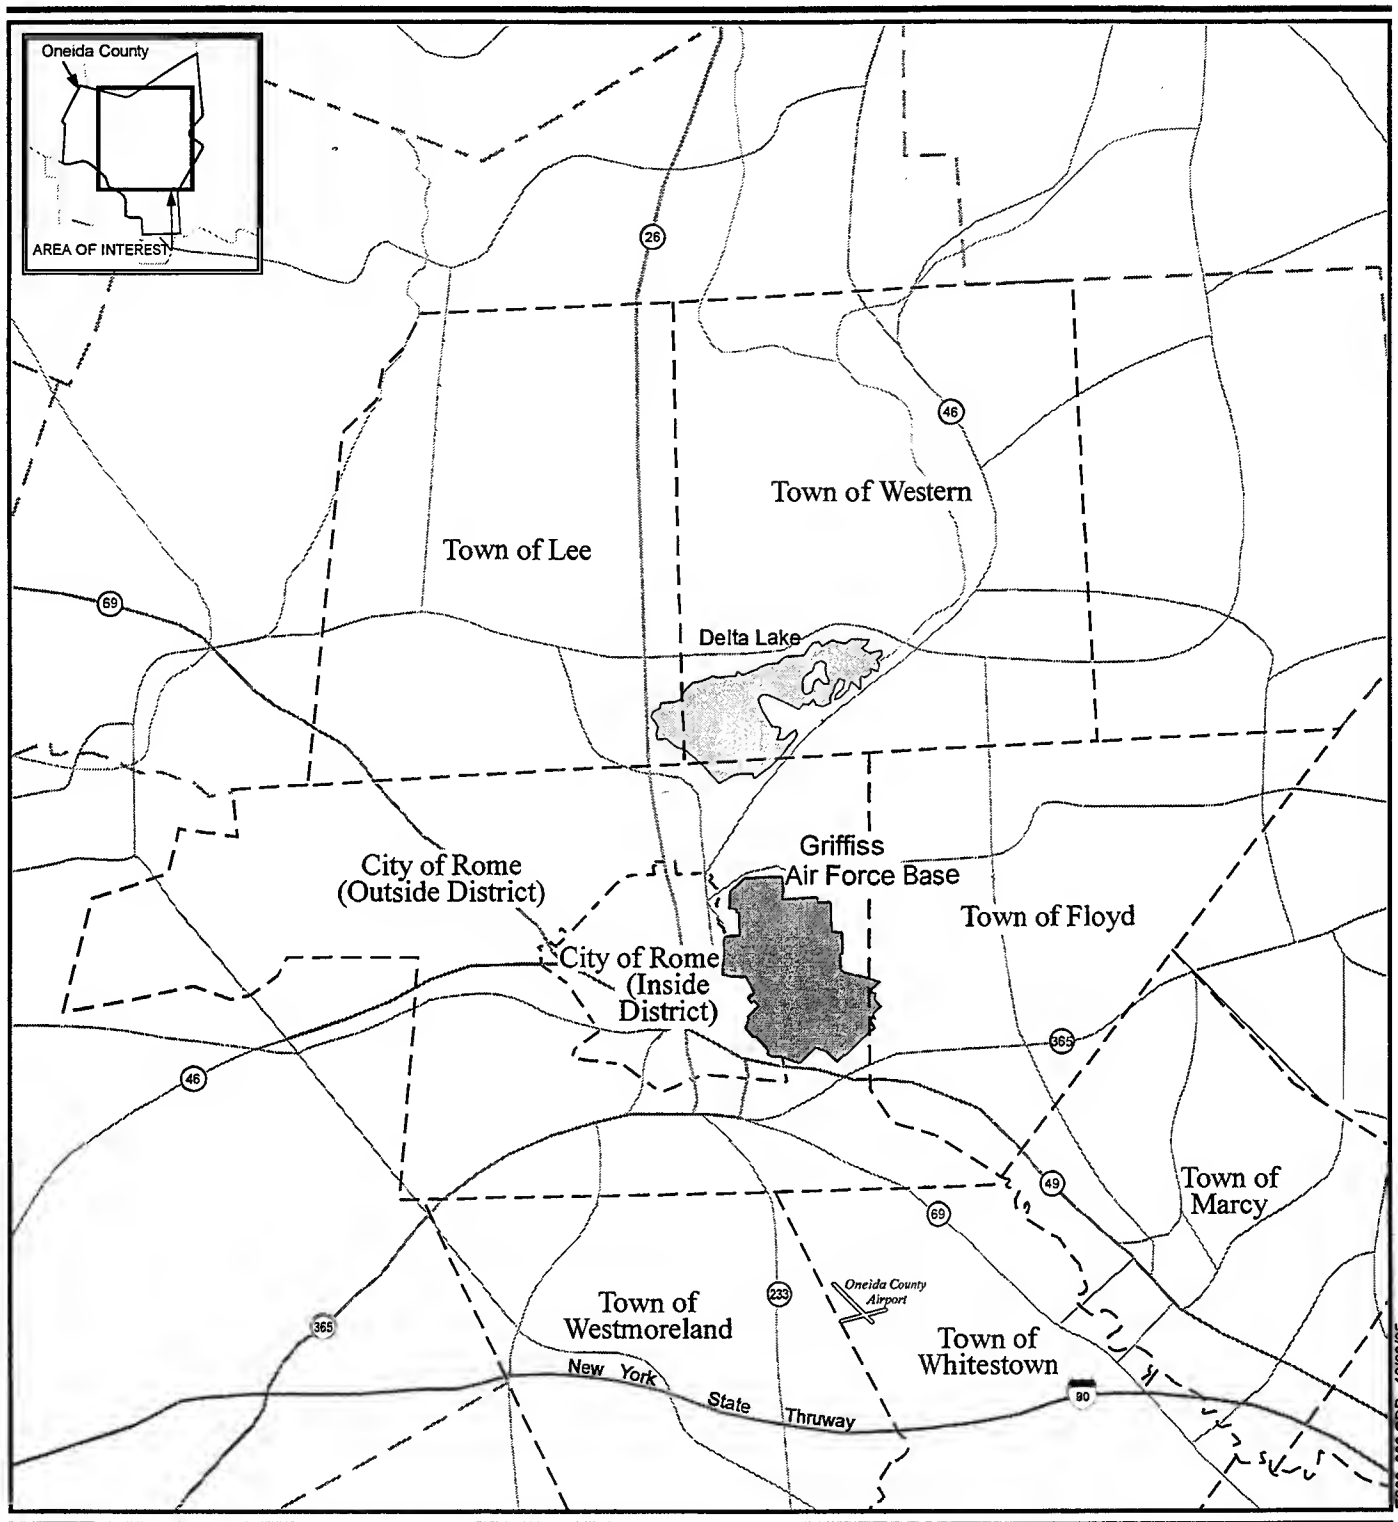 Oneida County
AREA OF INTEREST
26
46
Town of Western
Town of Lee
69
Delta Lake
Griffiss
Air Force Base
City of Rome
(Outside District)
Town of Floyd
City of Rome
(Inside
District)
365
46
Town of
Marcy
49
69
Oneida County
Airport
233
Town of
Westmoreland
365
Town of
Whitestown
New York State Thruway
90